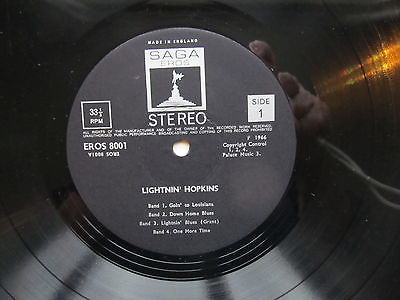 MADE IN ENGLAND
SAGA
EROS
33⅓
RPM
STEREO
SIDE
1
ALL RIGHTS OF THE MANUFACTURER AND OF THE OWNER OF THE RECORDED WORK RESERVED.
UNAUTHORISED PUBLIC PERFORMANCE BROADCASTING AND COPYING OF THIS RECORD PROHIBITED
EROS 8001
P 1966
Copyright Control
1, 2, 4.
Palace Music 3.
LIGHTNIN' HOPKINS
Band 1. Goin' to Louisiana
Band 2. Down Home Blues
Band 3. Lightnin' Blues (Grant)
Band 4. One More Time